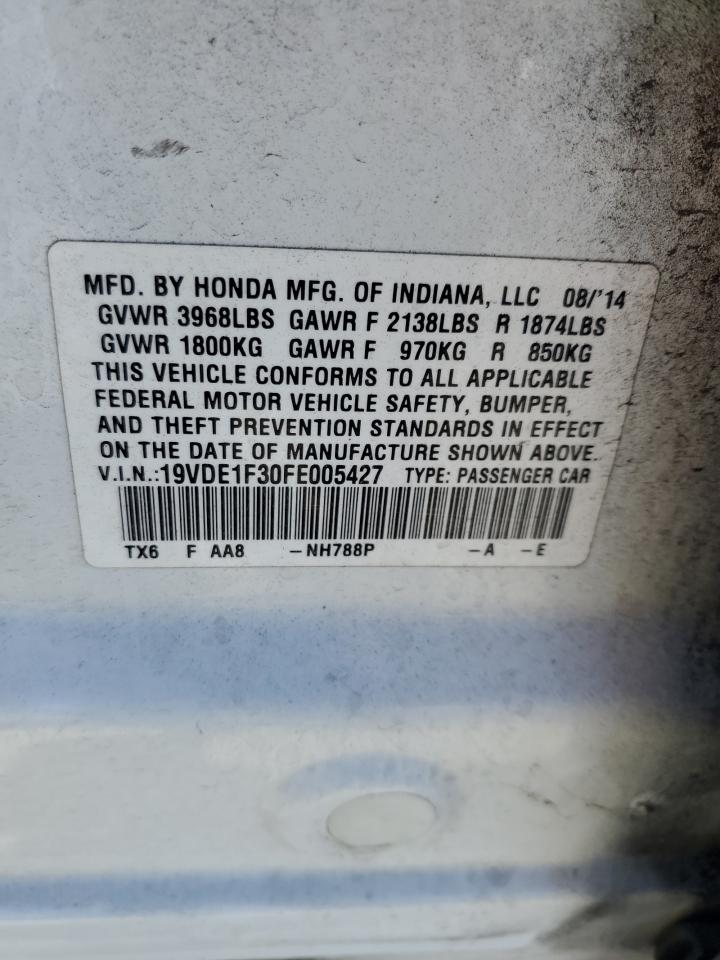 MFD. BY HONDA MFG. OF INDIANA, LLC 08/'14
GVWR 3968LBS GAWR F 2138LBS R 1874LBS
GVWR 1800KG GAWR F 970KG R 850KG
THIS VEHICLE CONFORMS TO ALL APPLICABLE
FEDERAL MOTOR VEHICLE SAFETY, BUMPER,
AND THEFT PREVENTION STANDARDS IN EFFECT
ON THE DATE OF MANUFACTURE SHOWN ABOVE.
V.I.N.:19VDE1F30FE005427 TYPE: PASSENGER CAR
TX6 F AA8 -NH788P -A -E